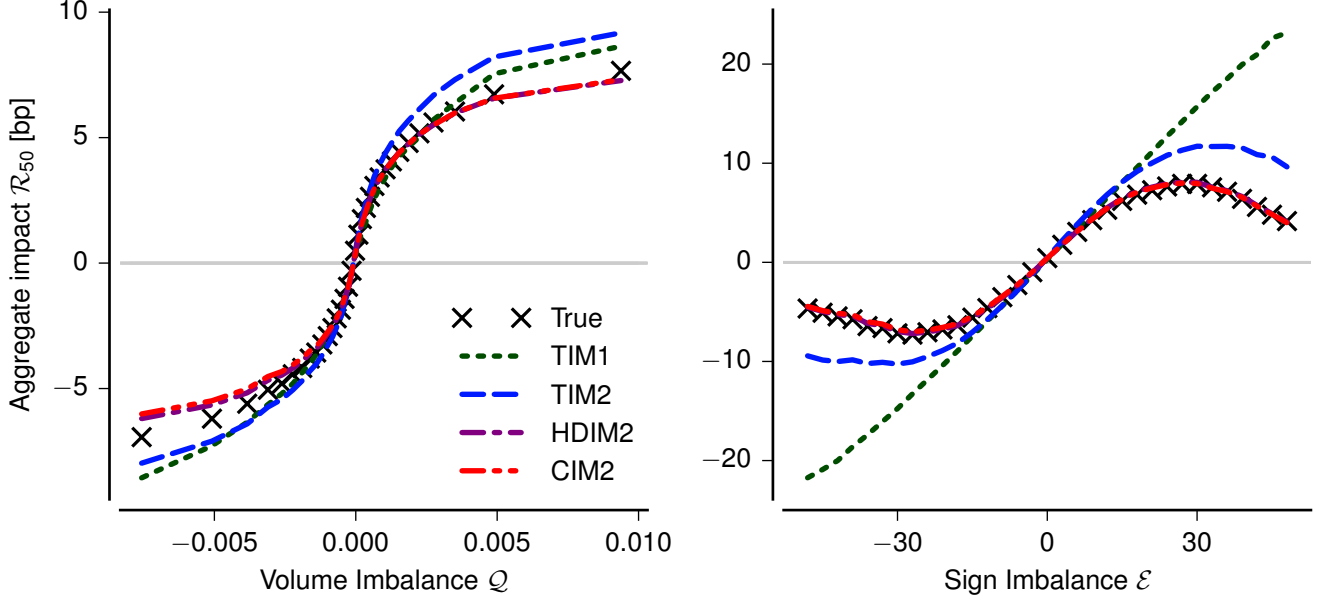 Aggregate impact R₅₀ [bp]
10
5
0
−5
−0.005
0.000
0.005
0.010
Volume Imbalance Q
True
TIM1
TIM2
HDIM2
CIM2
20
10
0
−10
−20
−30
0
30
Sign Imbalance ℰ